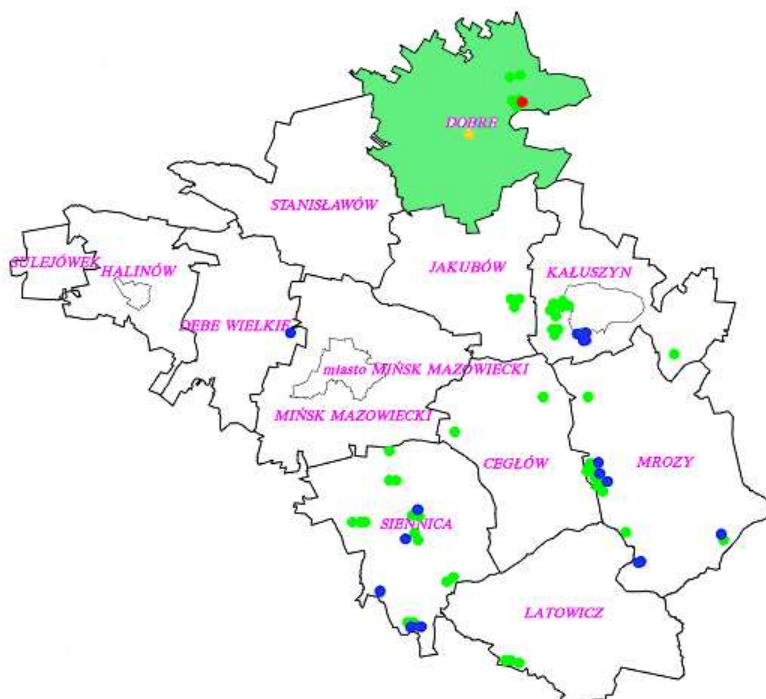 DOBRE
STANISŁAWÓW
SULEJÓWEK
HALINÓW
JAKUBÓW
KAŁUSZYN
DĘBE WIELKIE
miasto MIŃSK MAZOWIECKI
MIŃSK MAZOWIECKI
CEGŁÓW
MROZY
SIENNICA
LATOWICZ